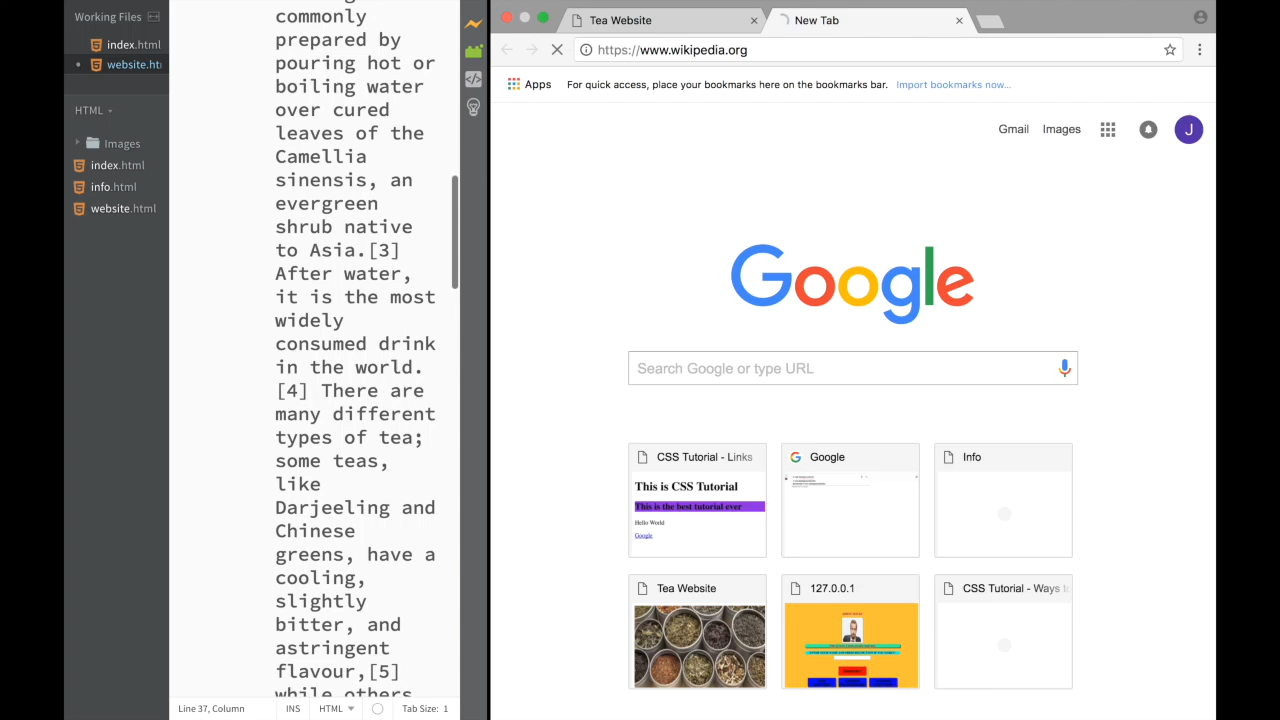 Working Files
index.html
website.ht
HTML
Images
index.html
info.html
website.html
commonly
prepared by
pouring hot or
boiling water
over cured
leaves of the
Camellia
sinensis, an
evergreen
shrub native
to Asia.[3]
After water,
it is the most
widely
consumed drink
in the world.
[4] There are
many different
types of tea;
some teas,
like
Darjeeling and
Chinese
greens, have a
cooling,
slightly
bitter, and
astringent
flavour,[5]
while others
Line 37, Column
INS
HTML
Tab Size: 1
Tea Website
New Tab
https://www.wikipedia.org
Apps
For quick access, place your bookmarks here on the bookmarks bar. Import bookmarks now...
Gmail Images
J
Google
Search Google or type URL
CSS Tutorial - Links
This is CSS Tutorial
This is the best tutorial ever
Hello World
Google
Google
Info
Tea Website
127.0.0.1
CSS Tutorial - Ways